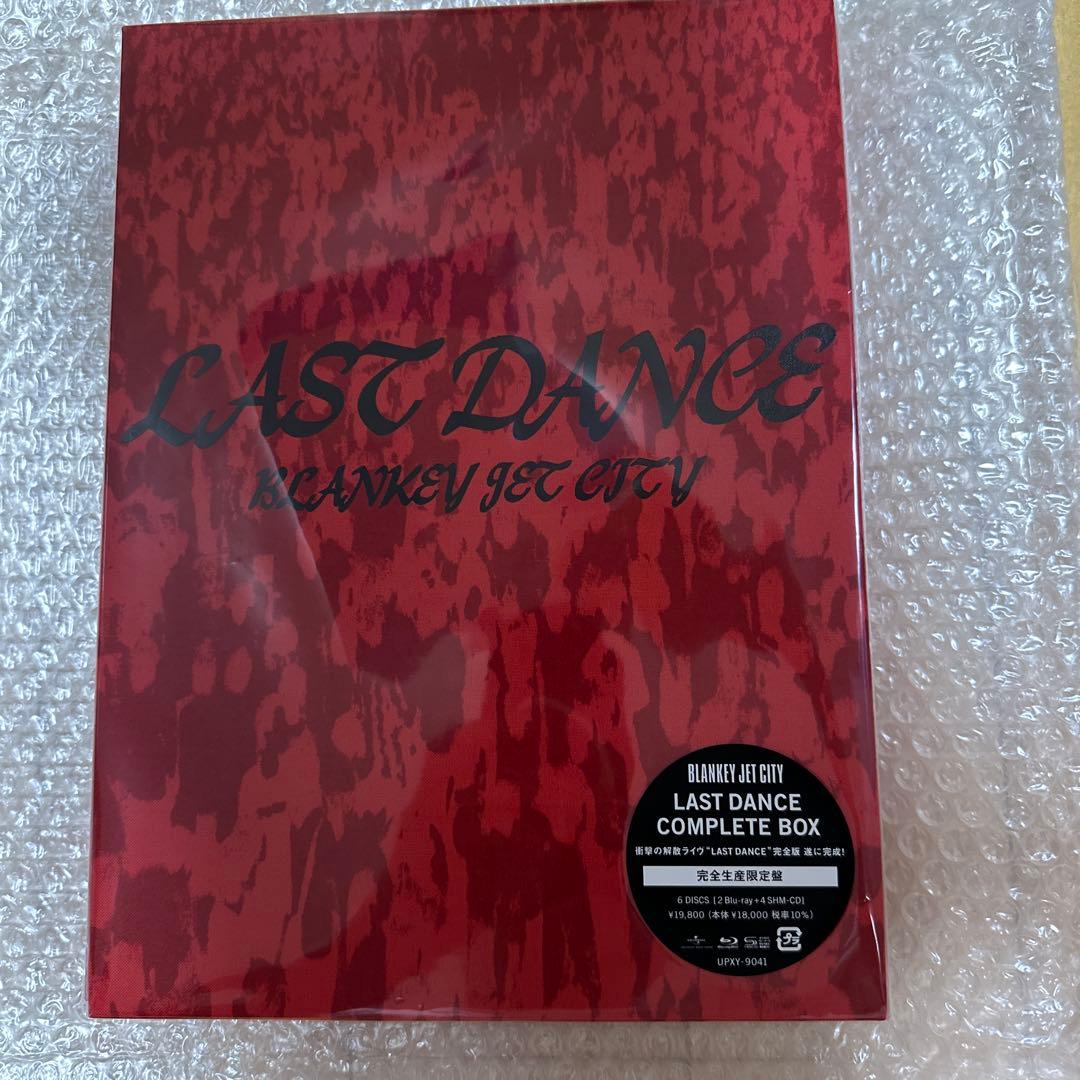 LAST DANCE
BLANKEY JET CITY
BLANKEY JET CITY
LAST DANCE
COMPLETE BOX
衝撃の解散ライヴ“LAST DANCE”完全版 遂に完成!
完全生産限定盤
6 DISCS [2 Blu-ray+4 SHM-CD]
¥19,800 (本体 ¥18,000 税率10%)
プラ
UPXY-9041